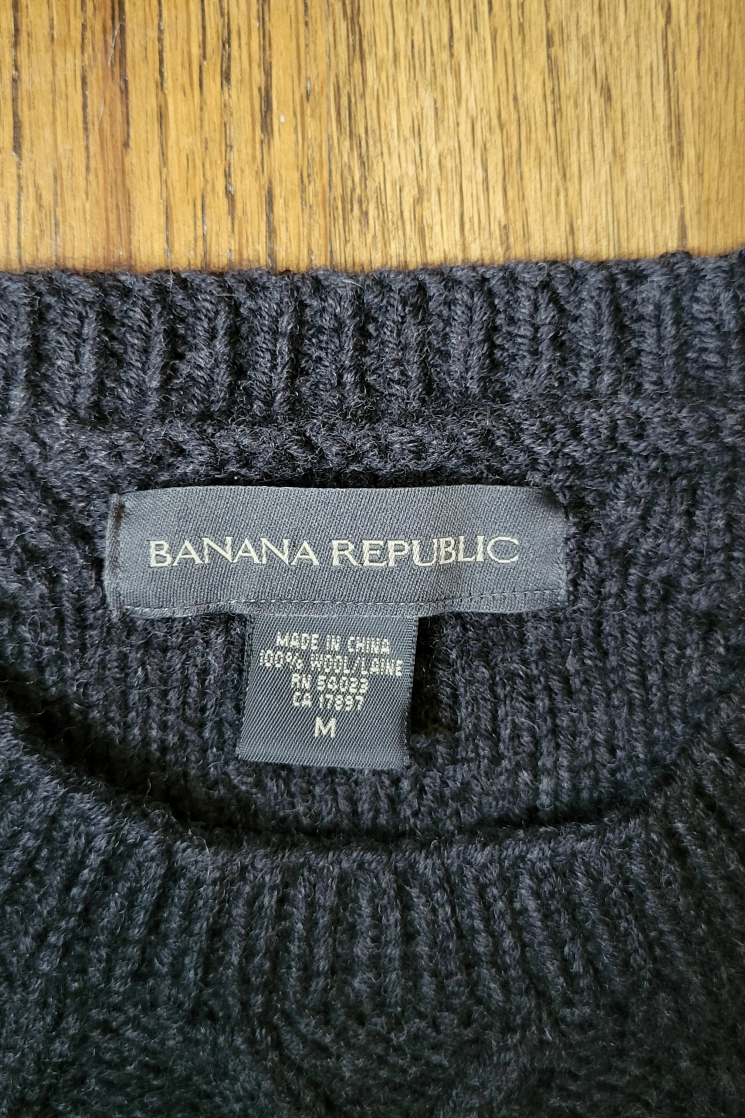 BANANA REPUBLIC
MADE IN CHINA
100% WOOL/LAINE
RN 54023
CA 17897
M